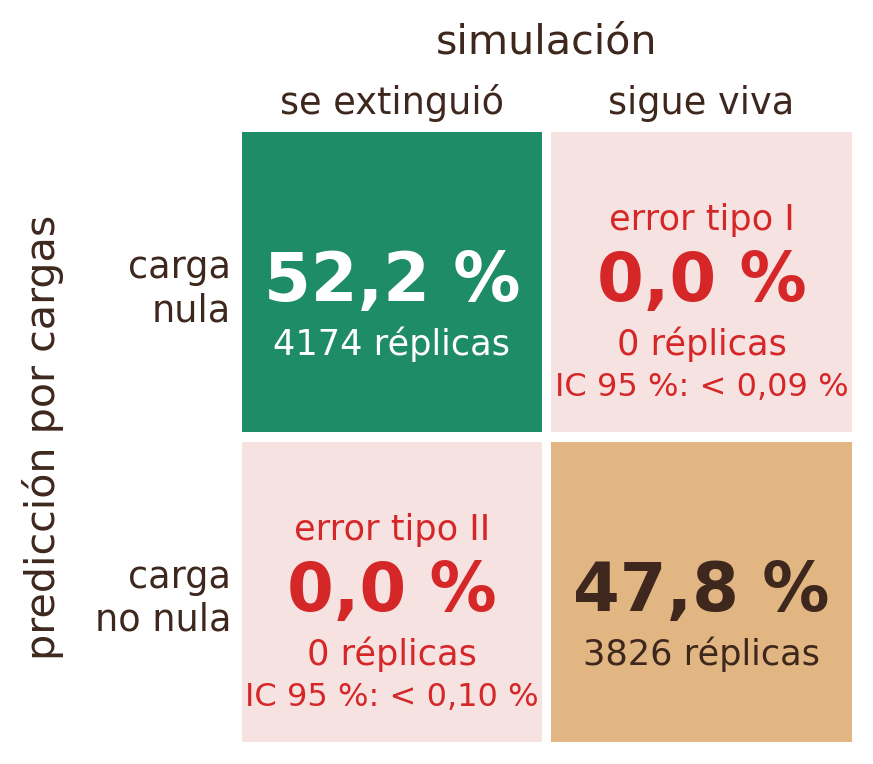 simulación
se extinguió
sigue viva
predicción por cargas
carga
nula
52,2 %
4174 réplicas
error tipo I
0,0 %
0 réplicas
IC 95 %: < 0,09 %
carga
no nula
error tipo II
0,0 %
0 réplicas
IC 95 %: < 0,10 %
47,8 %
3826 réplicas